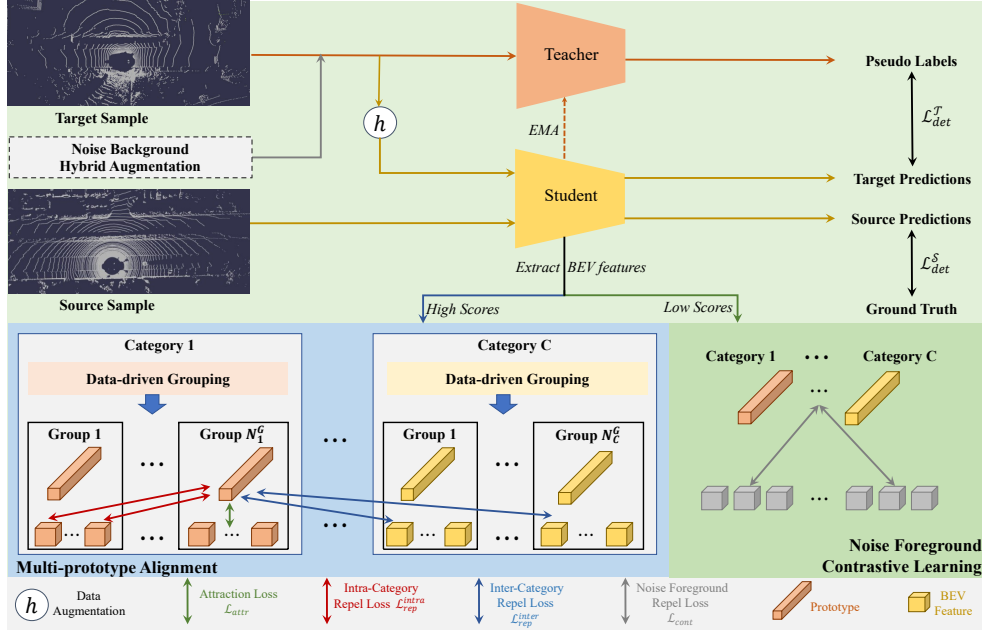 Target Sample
Noise Background
Hybrid Augmentation
Source Sample
h
Teacher
EMA
Student
Extract BEV features
High Scores
Low Scores
Pseudo Labels
ℒ_det^𝒯
Target Predictions
Source Predictions
ℒ_det^𝒮
Ground Truth
Category 1
Data-driven Grouping
Group 1
...
Group N_1^G
...
...
...
...
...
Category C
Data-driven Grouping
Group 1
...
Group N_C^G
...
...
...
Multi-prototype Alignment
Category 1
...
Category C
...
...
Noise Foreground
Contrastive Learning
h
Data
Augmentation
Attraction Loss
ℒ_attr
Intra-Category
Repel Loss ℒ_rep^intra
Inter-Category
Repel Loss
ℒ_rep^inter
Noise Foreground
Repel Loss
ℒ_cont
Prototype
BEV
Feature